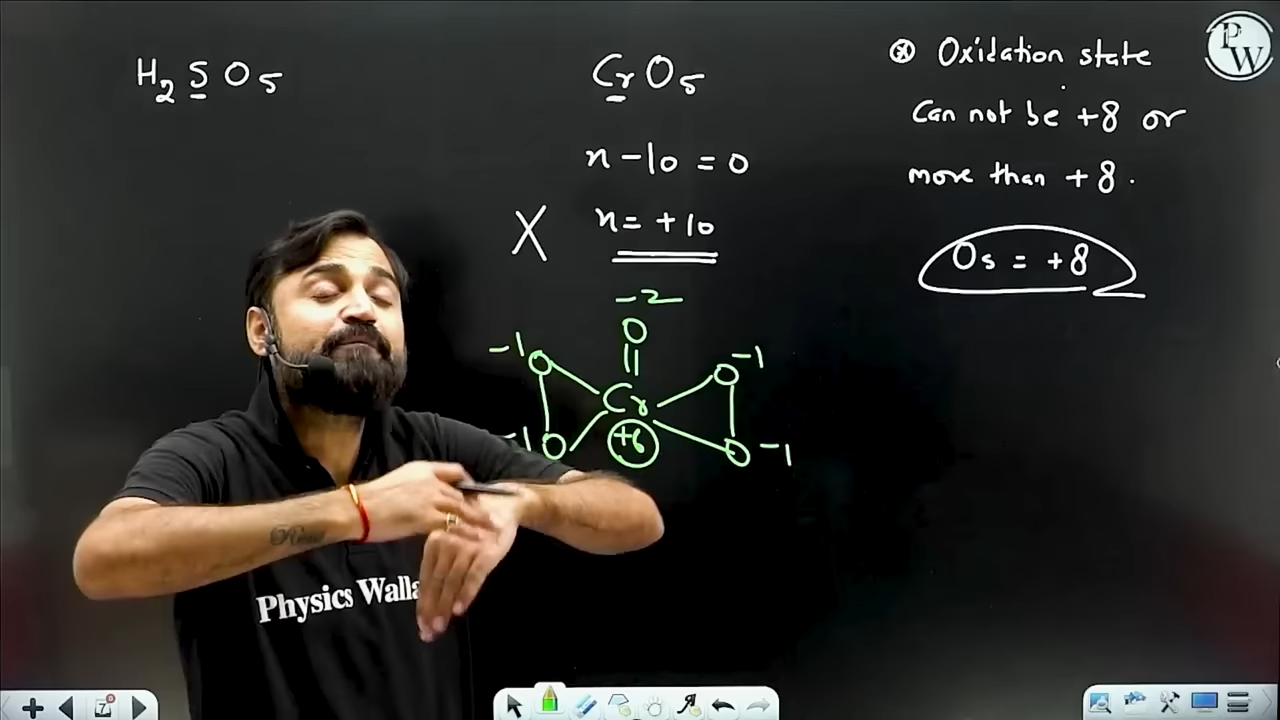 H2SO5
CrO5
x - 10 = 0
X x = +10
-2
O
-1 O O -1
Cr
-1 O +6 O -1
⊛ Oxidation state
Can not be +8 or
more than +8.
Os = +8
PW
Physics Walla
7